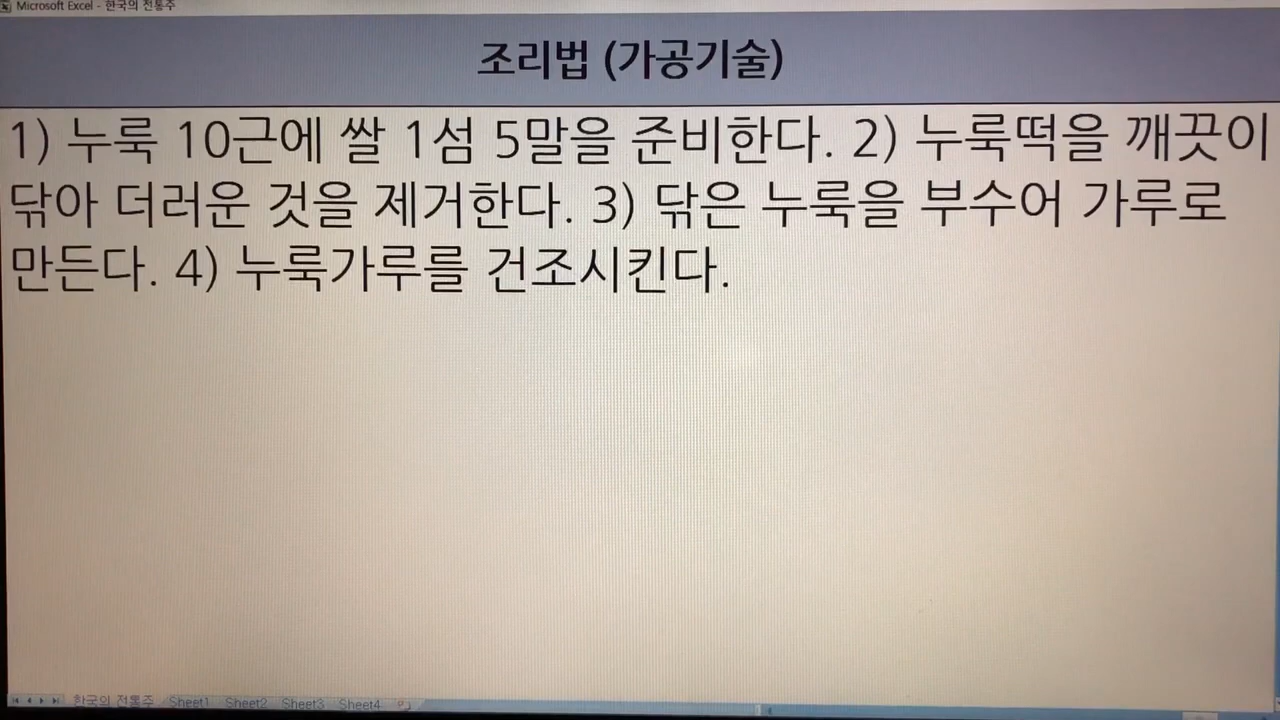 Microsoft Excel - 한국의 전통주
조리법 (가공기술)
1) 누룩 10근에 쌀 1섬 5말을 준비한다. 2) 누룩떡을 깨끗이
닦아 더러운 것을 제거한다. 3) 닦은 누룩을 부수어 가루로
만든다. 4) 누룩가루를 건조시킨다.
한국의 전통주 Sheet1 Sheet2 Sheet3 Sheet4